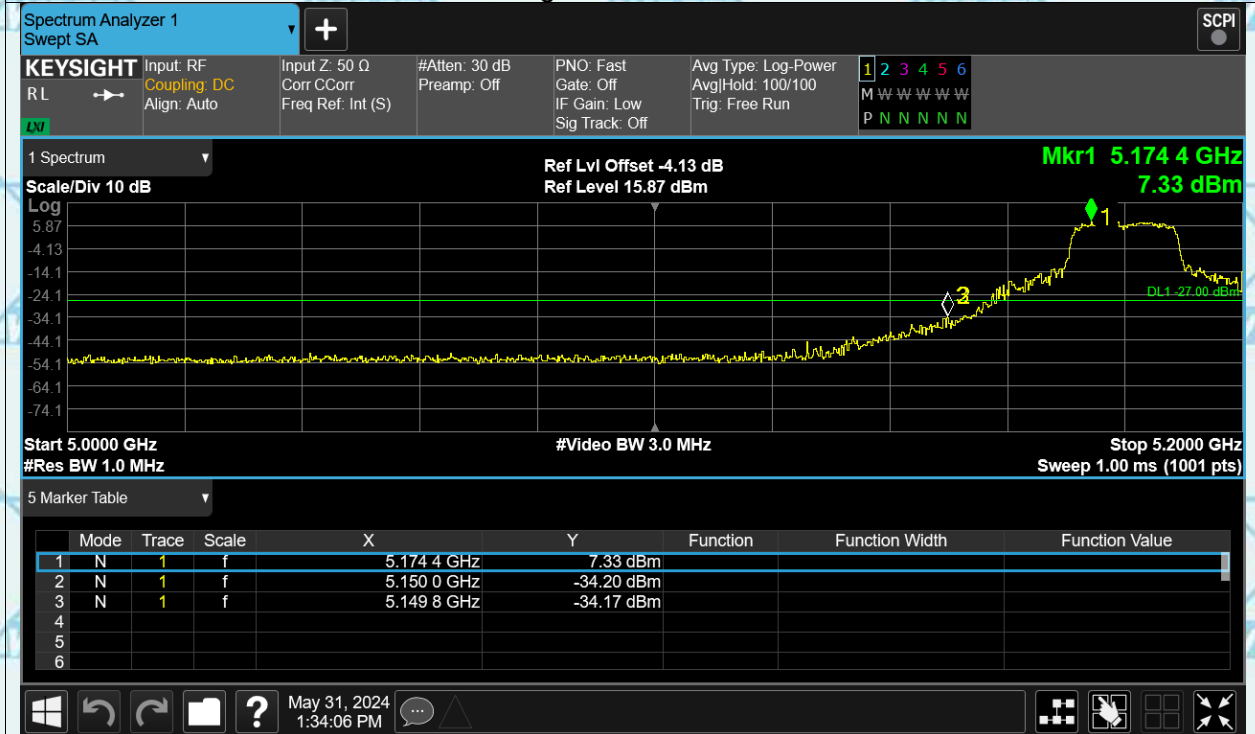 Spectrum Analyzer 1
Swept SA
SCPI
KEYSIGHT
R L
LXI
Input: RF
Coupling: DC
Align: Auto
Input Z: 50 Ω
Corr CCorr
Freq Ref: Int (S)
#Atten: 30 dB
Preamp: Off
PNO: Fast
Gate: Off
IF Gain: Low
Sig Track: Off
Avg Type: Log-Power
Avg|Hold: 100/100
Trig: Free Run
1 2 3 4 5 6
M W W W W W
P N N N N N
1 Spectrum
Scale/Div 10 dB
Ref Lvl Offset -4.13 dB
Ref Level 15.87 dBm
Mkr1 5.174 4 GHz
7.33 dBm
Log
5.87
-4.13
-14.1
-24.1
-34.1
-44.1
-54.1
-64.1
-74.1
1
3
DL1 -27.00 dBm
Start 5.0000 GHz
#Video BW 3.0 MHz
Stop 5.2000 GHz
#Res BW 1.0 MHz
Sweep 1.00 ms (1001 pts)
5 Marker Table
Mode Trace Scale X Y Function Function Width Function Value
1 N 1 f 5.174 4 GHz 7.33 dBm
2 N 1 f 5.150 0 GHz -34.20 dBm
3 N 1 f 5.149 8 GHz -34.17 dBm
4
5
6
?
May 31, 2024
1:34:06 PM